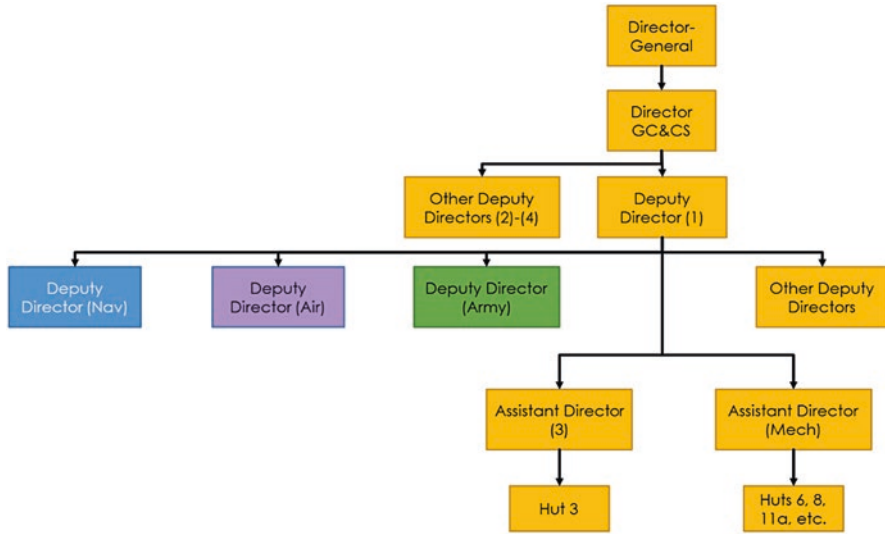 Director-
General
Director
GC&CS
Other Deputy
Directors (2)-(4)
Deputy
Director (1)
Deputy
Director (Nav)
Deputy
Director (Air)
Deputy Director
(Army)
Other Deputy
Directors
Assistant Director
(3)
Assistant Director
(Mech)
Hut 3
Huts 6, 8,
11a, etc.